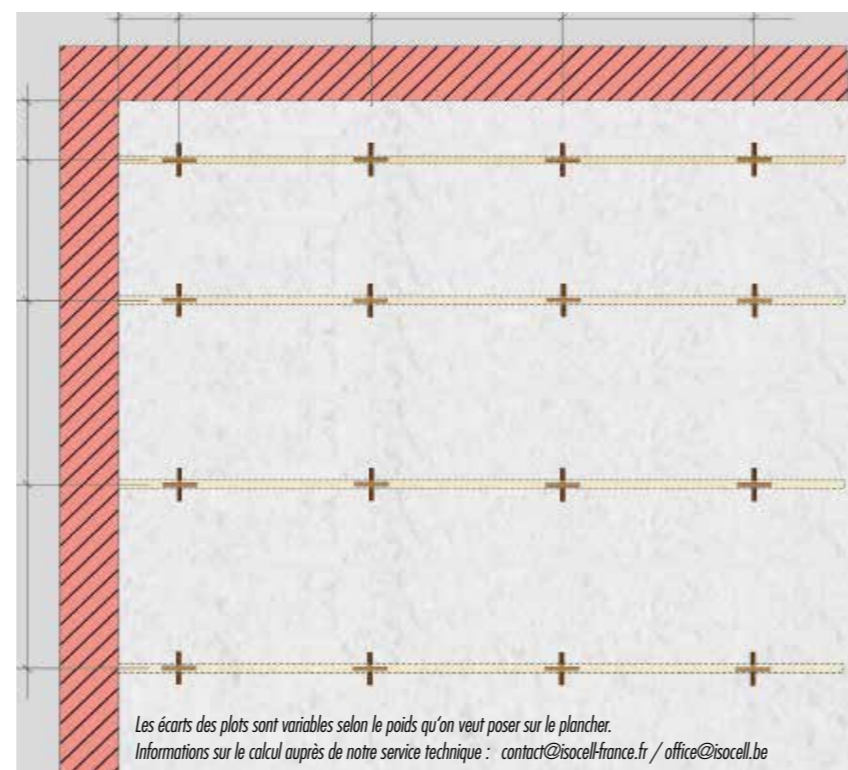 Les écarts des plots sont variables selon le poids qu'on veut poser sur le plancher.
Informations sur le calcul auprès de notre service technique : contact@isocell-france.fr / office@isocell.be